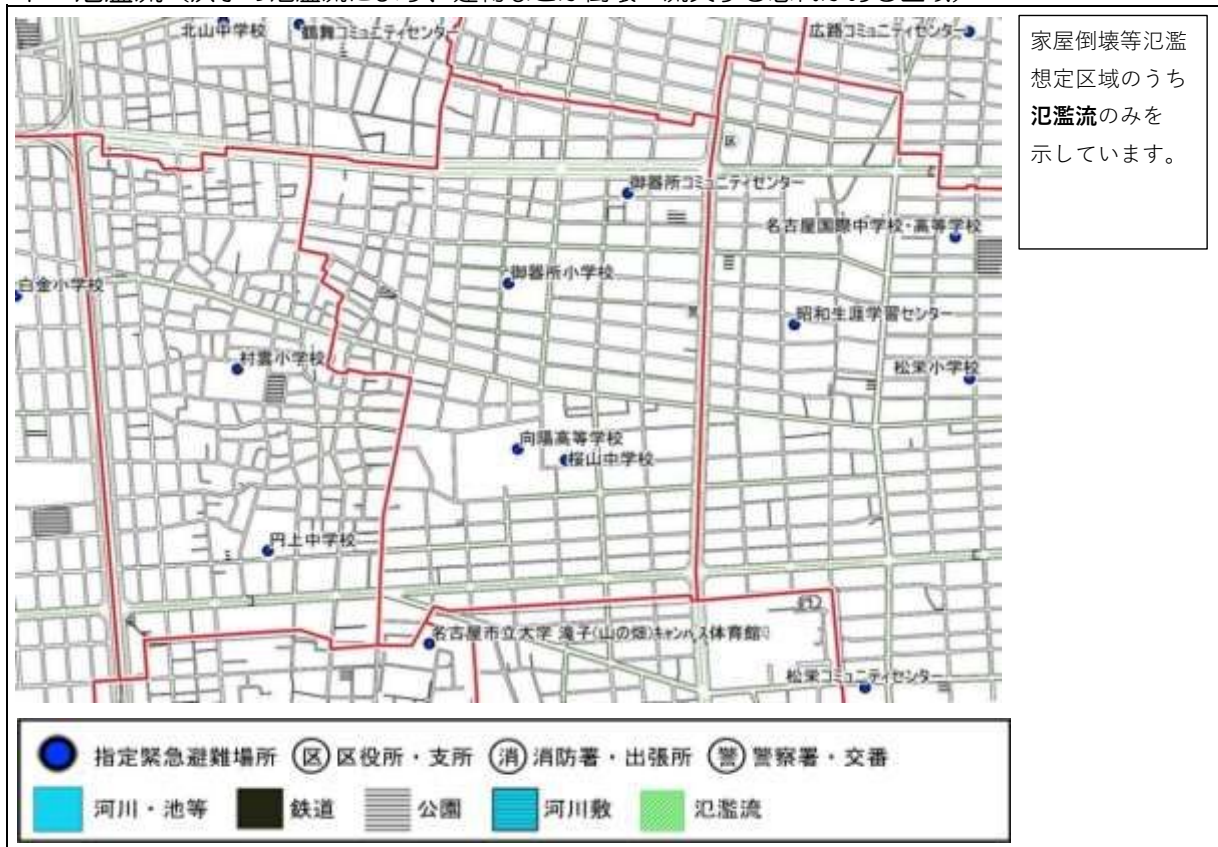 北山中学校
鶴舞コミュニティセンター
広路コミュニティセンター
家屋倒壊等氾濫
想定区域のうち
氾濫流のみを
示しています。
区
御器所コミュニティセンター
名古屋国際中学校・高等学校
白金小学校
御器所小学校
昭和生涯学習センター
村雲小学校
松栄小学校
向陽高等学校
桜山中学校
円上中学校
名古屋市立大学 滝子(山の畑)キャンパス体育館
松栄コミュニティセンター
指定緊急避難場所 区 区役所・支所 消 消防署・出張所 警 警察署・交番
河川・池等 鉄道 公園 河川敷 氾濫流